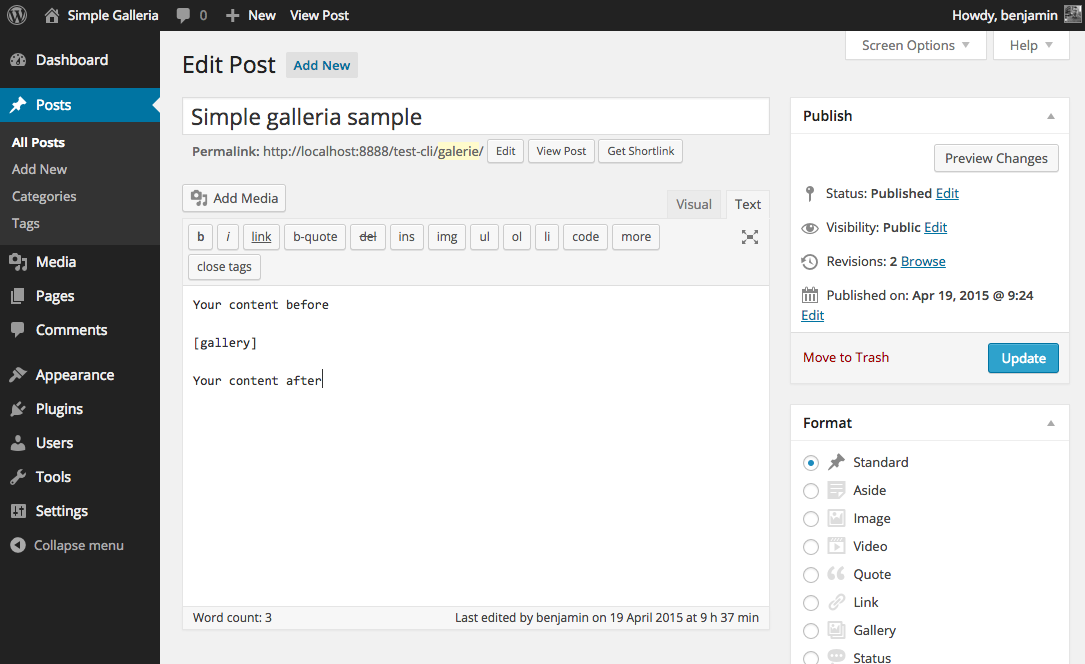 Simple Galleria 0 New View Post Howdy, benjamin
Dashboard
Posts
All Posts
Add New
Categories
Tags
Media
Pages
Comments
Appearance
Plugins
Users
Tools
Settings
Collapse menu
Screen Options Help
Edit Post Add New
Simple galleria sample
Permalink: http://localhost:8888/test-cli/galerie/ Edit View Post Get Shortlink
Add Media
Visual Text
b i link b-quote del ins img ul ol li code more
close tags
Your content before
[gallery]
Your content after
Word count: 3 Last edited by benjamin on 19 April 2015 at 9 h 37 min
Publish
Preview Changes
Status: Published Edit
Visibility: Public Edit
Revisions: 2 Browse
Published on: Apr 19, 2015 @ 9:24
Edit
Move to Trash Update
Format
Standard
Aside
Image
Video
Quote
Link
Gallery
Status